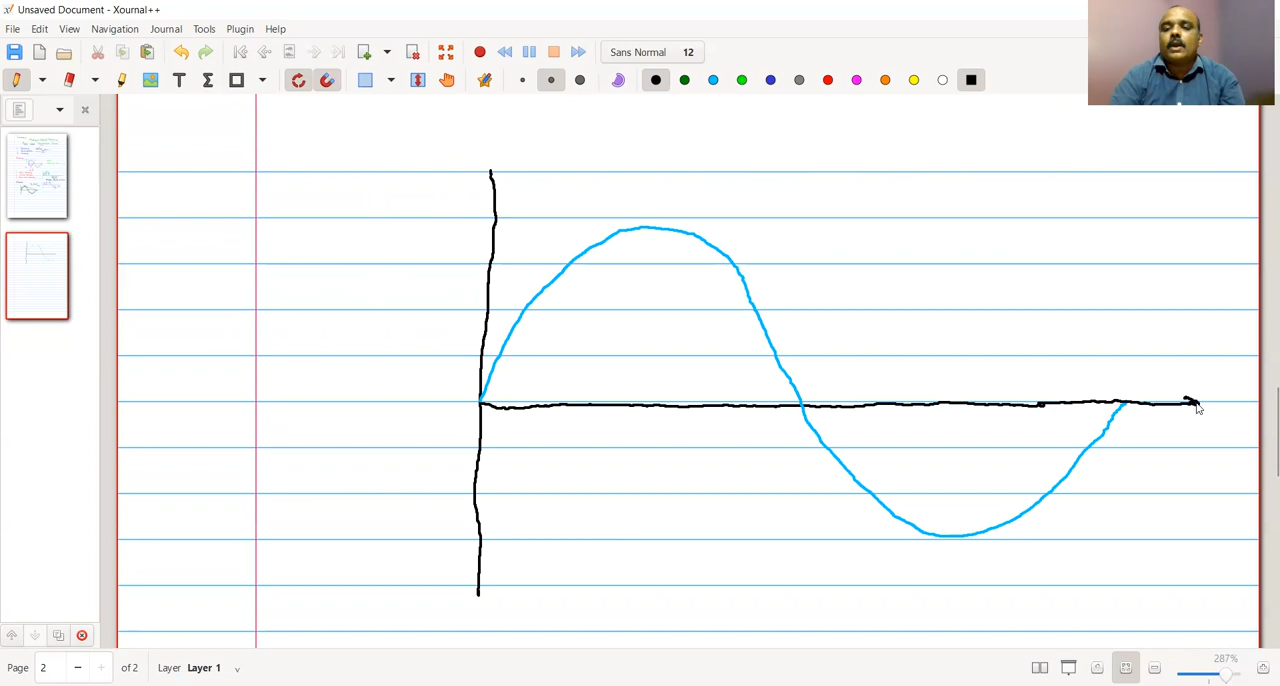 Unsaved Document - Xournal++
File Edit View Navigation Journal Tools Plugin Help
Sans Normal 12
287%
Page 2 of 2 Layer Layer 1